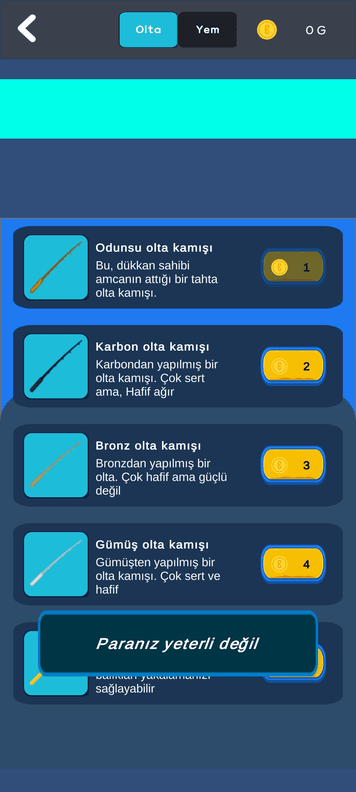 Olta
Yem
0 G
Odunsu olta kamışı
Bu, dükkan sahibi
amcanın attığı bir tahta
olta kamışı.
1
Karbon olta kamışı
Karbondan yapılmış bir
olta kamışı. Çok sert
ama, Hafif ağır
2
Bronz olta kamışı
Bronzdan yapılmış bir
olta. Çok hafif ama güçlü
değil
3
Gümüş olta kamışı
Gümüşten yapılmış bir
olta kamışı. Çok sert ve
hafif
4
Paranız yeterli değil
sağlayabilir